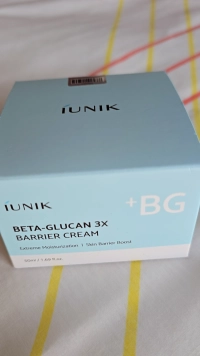 iUNIK
iUNIK
+BG
BETA-GLUCAN 3X
BARRIER CREAM
Extreme Moisturization | Skin Barrier Boost